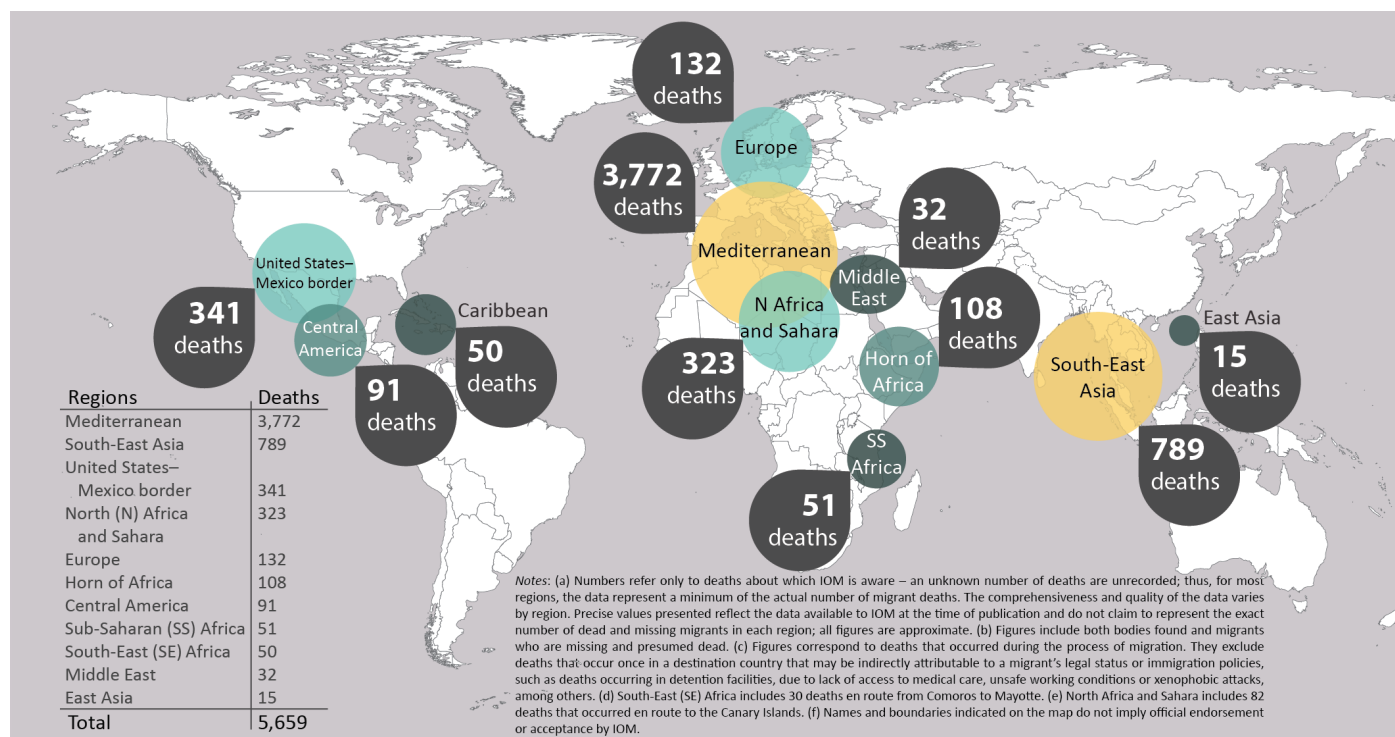 132
deaths
Europe
3,772
deaths
Mediterranean
32
deaths
Middle
East
United States–
Mexico border
341
deaths
Central
America
91
deaths
Caribbean
50
deaths
N Africa
and Sahara
323
deaths
108
deaths
Horn of
Africa
SS
Africa
51
deaths
South-East
Asia
789
deaths
East Asia
15
deaths
Regions Deaths
Mediterranean 3,772
South-East Asia 789
United States–
Mexico border 341
North (N) Africa 323
and Sahara
Europe 132
Horn of Africa 108
Central America 91
Sub-Saharan (SS) Africa 51
South-East (SE) Africa 50
Middle East 32
East Asia 15
Total 5,659
Notes: (a) Numbers refer only to deaths about which IOM is aware – an unknown number of deaths are unrecorded; thus, for most
regions, the data represent a minimum of the actual number of migrant deaths. The comprehensiveness and quality of the data varies
by region. Precise values presented reflect the data available to IOM at the time of publication and do not claim to represent the exact
number of dead and missing migrants in each region; all figures are approximate. (b) Figures include both bodies found and migrants
who are missing and presumed dead. (c) Figures correspond to deaths that occurred during the process of migration. They exclude
deaths that occur once in a destination country that may be indirectly attributable to a migrant's legal status or immigration policies,
such as deaths occurring in detention facilities, due to lack of access to medical care, unsafe working conditions or xenophobic attacks,
among others. (d) South-East (SE) Africa includes 30 deaths en route from Comoros to Mayotte. (e) North Africa and Sahara includes 82
deaths that occurred en route to the Canary Islands. (f) Names and boundaries indicated on the map do not imply official endorsement
or acceptance by IOM.